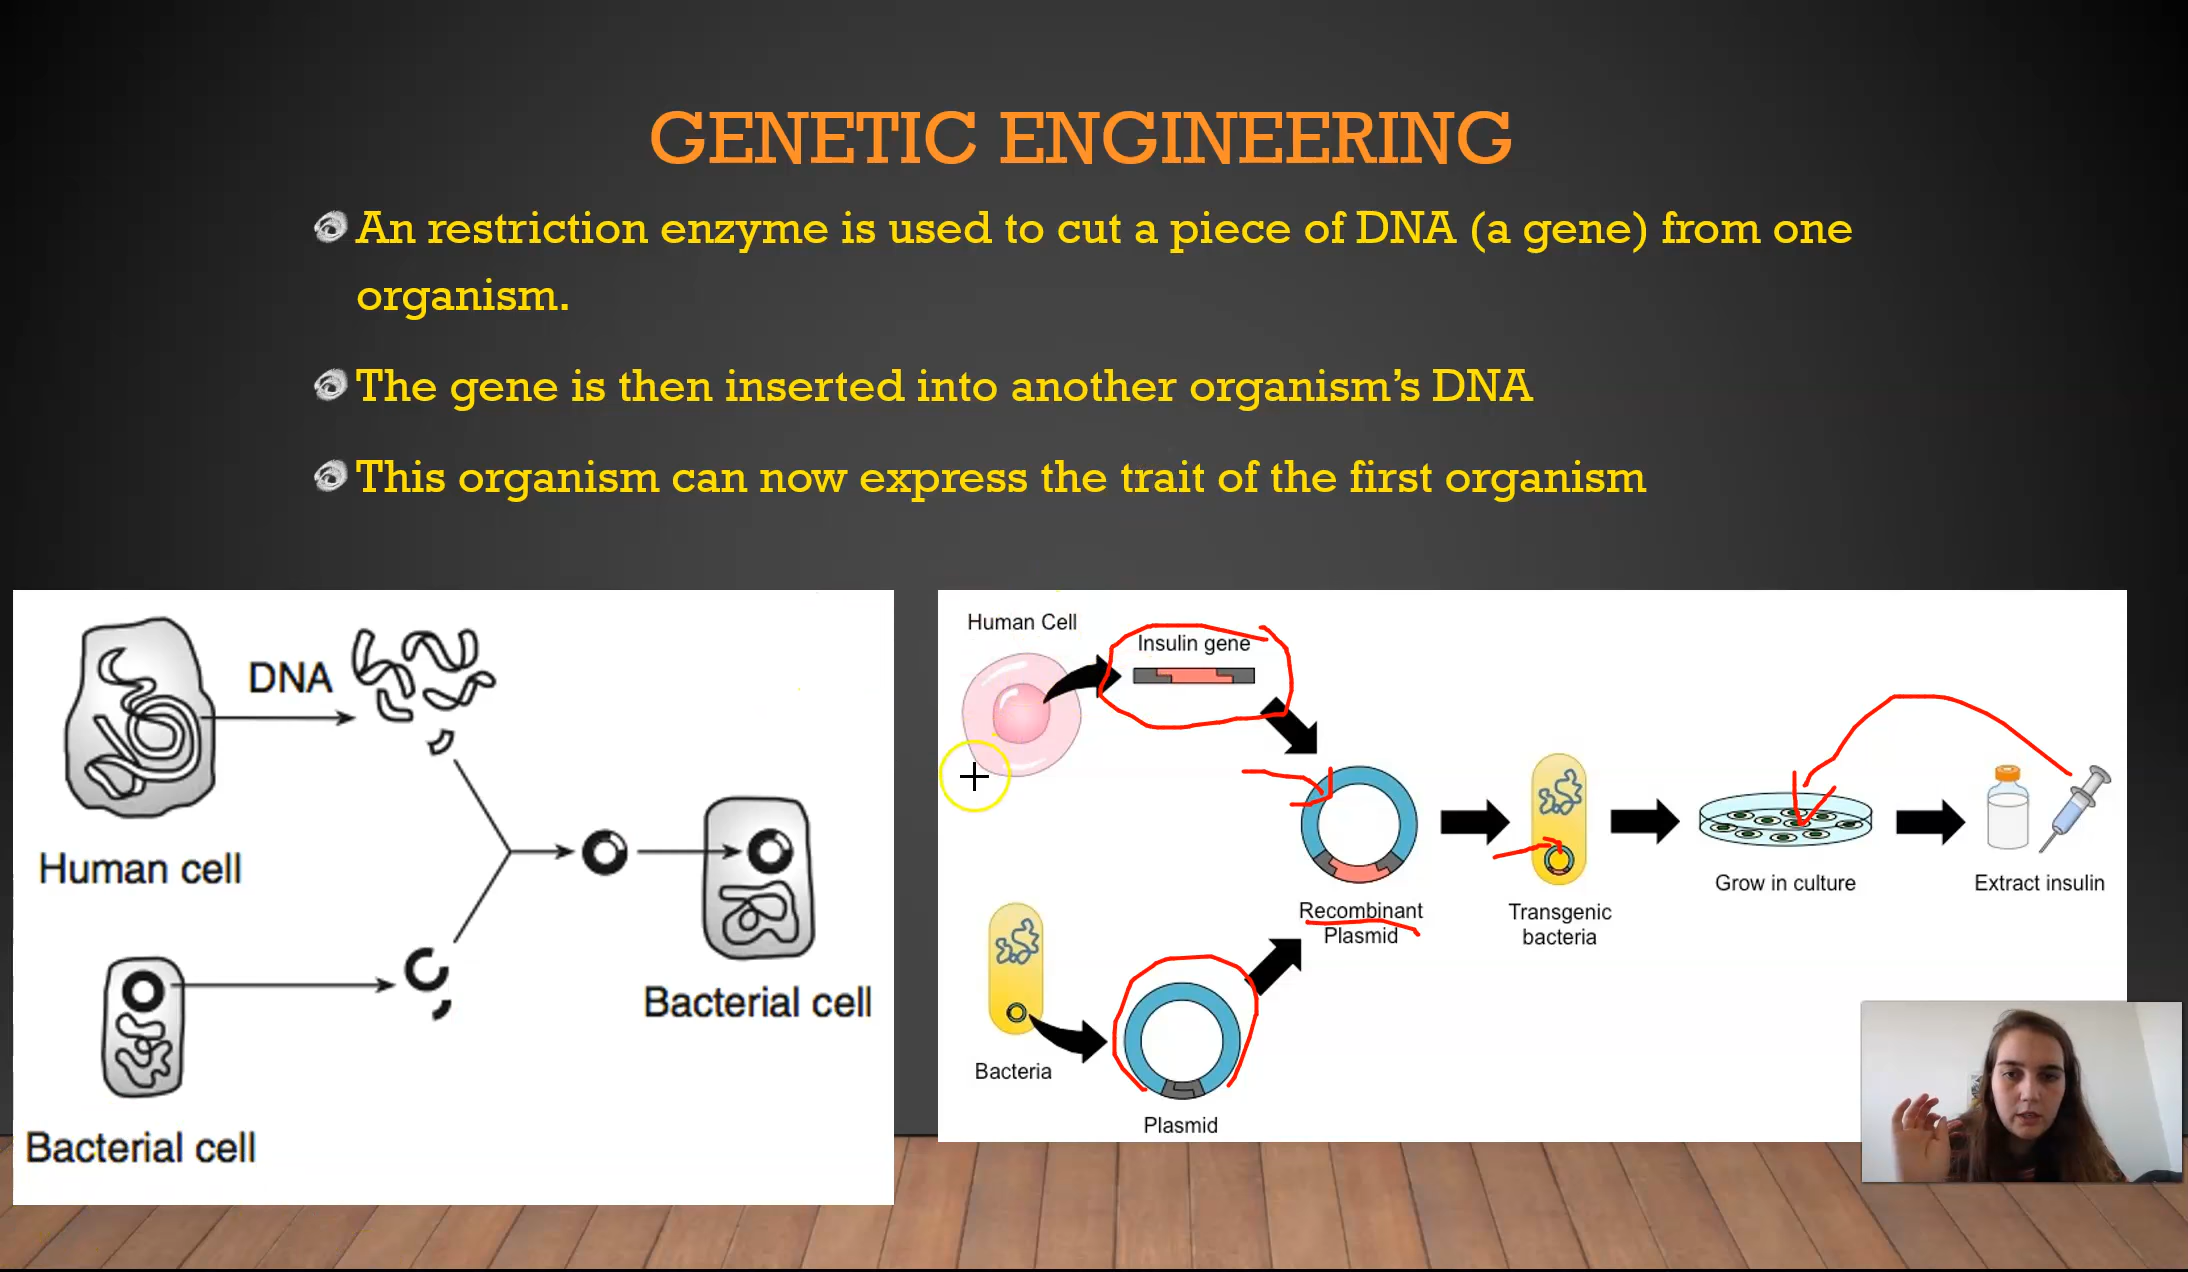 GENETIC ENGINEERING
An restriction enzyme is used to cut a piece of DNA (a gene) from one
organism.
The gene is then inserted into another organism’s DNA
This organism can now express the trait of the first organism
DNA
Human cell
Bacterial cell
Bacterial cell
Human Cell
Insulin gene
Bacteria
Plasmid
Recombinant
Plasmid
Transgenic
bacteria
Grow in culture
Extract insulin